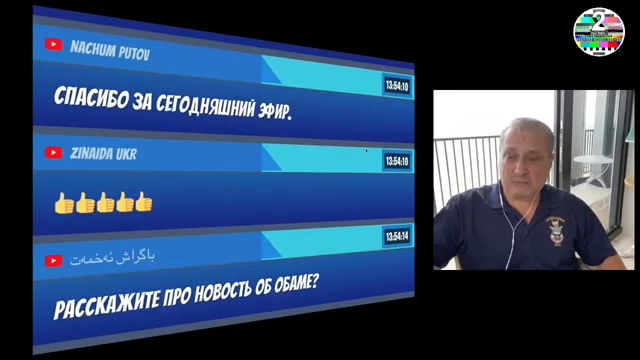 NACHUM PUTOV
13:54:10
СПАСИБО ЗА СЕГОДНЯШНИЙ ЭФИР.
ZINAIDA UKR
13:54:10
👍👍👍👍👍
باگراش ئەخمەت
13:54:14
РАССКАЖИТЕ ПРО НОВОСТЬ ОБ ОБАМЕ?
2